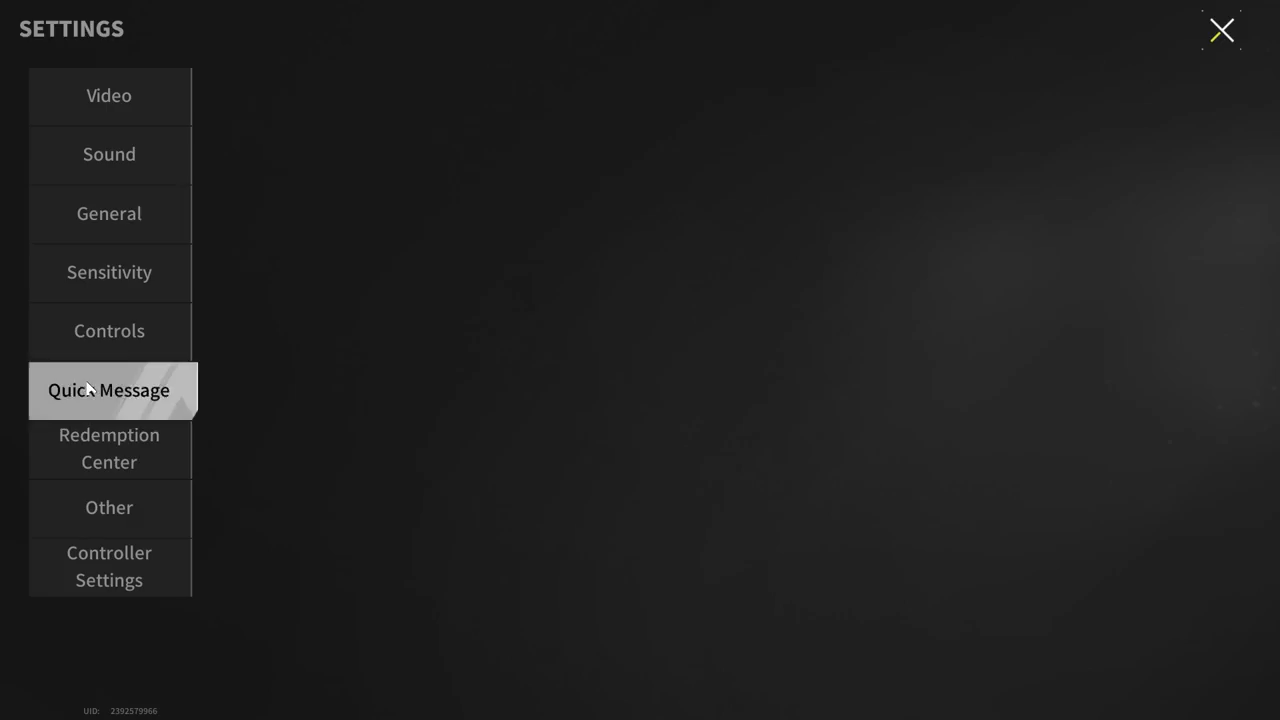 SETTINGS
Video
Sound
General
Sensitivity
Controls
Quick Message
Redemption
Center
Other
Controller
Settings
UID: 2392579966